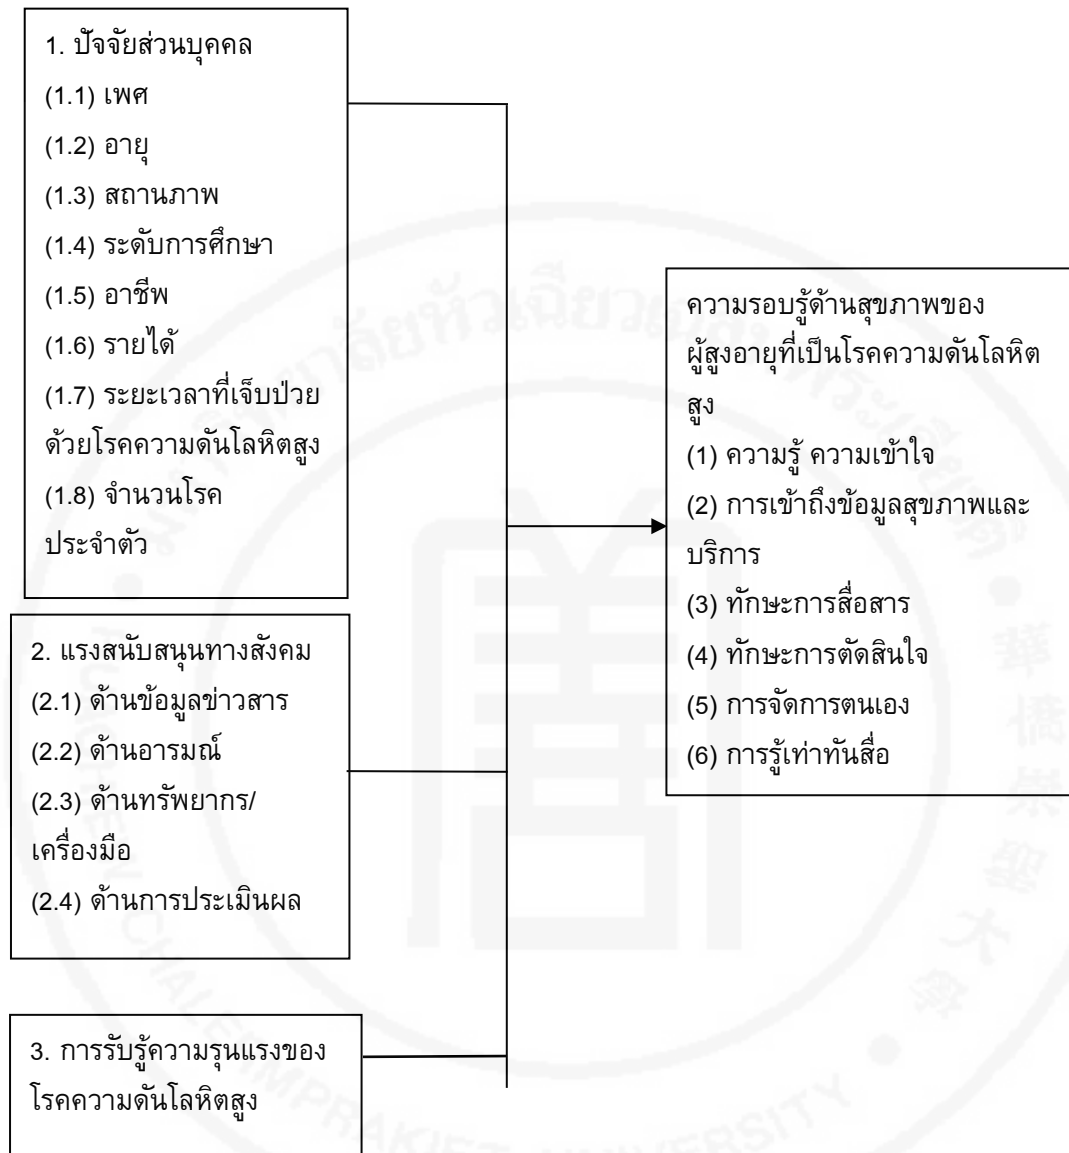 1. ปัจจัยส่วนบุคคล
(1.1) เพศ
(1.2) อายุ
(1.3) สถานภาพ
(1.4) ระดับการศึกษา
(1.5) อาชีพ
(1.6) รายได้
(1.7) ระยะเวลาที่เจ็บป่วย
ด้วยโรคความดันโลหิตสูง
(1.8) จำนวนโรค
ประจำตัว
2. แรงสนับสนุนทางสังคม
(2.1) ด้านข้อมูลข่าวสาร
(2.2) ด้านอารมณ์
(2.3) ด้านทรัพยากร/
เครื่องมือ
(2.4) ด้านการประเมินผล
3. การรับรู้ความรุนแรงของ
โรคความดันโลหิตสูง
ความรอบรู้ด้านสุขภาพของ
ผู้สูงอายุที่เป็นโรคความดันโลหิต
สูง
(1) ความรู้ ความเข้าใจ
(2) การเข้าถึงข้อมูลสุขภาพและ
บริการ
(3) ทักษะการสื่อสาร
(4) ทักษะการตัดสินใจ
(5) การจัดการตนเอง
(6) การรู้เท่าทันสื่อ
華僑崇聖大學
UNIVERSITY